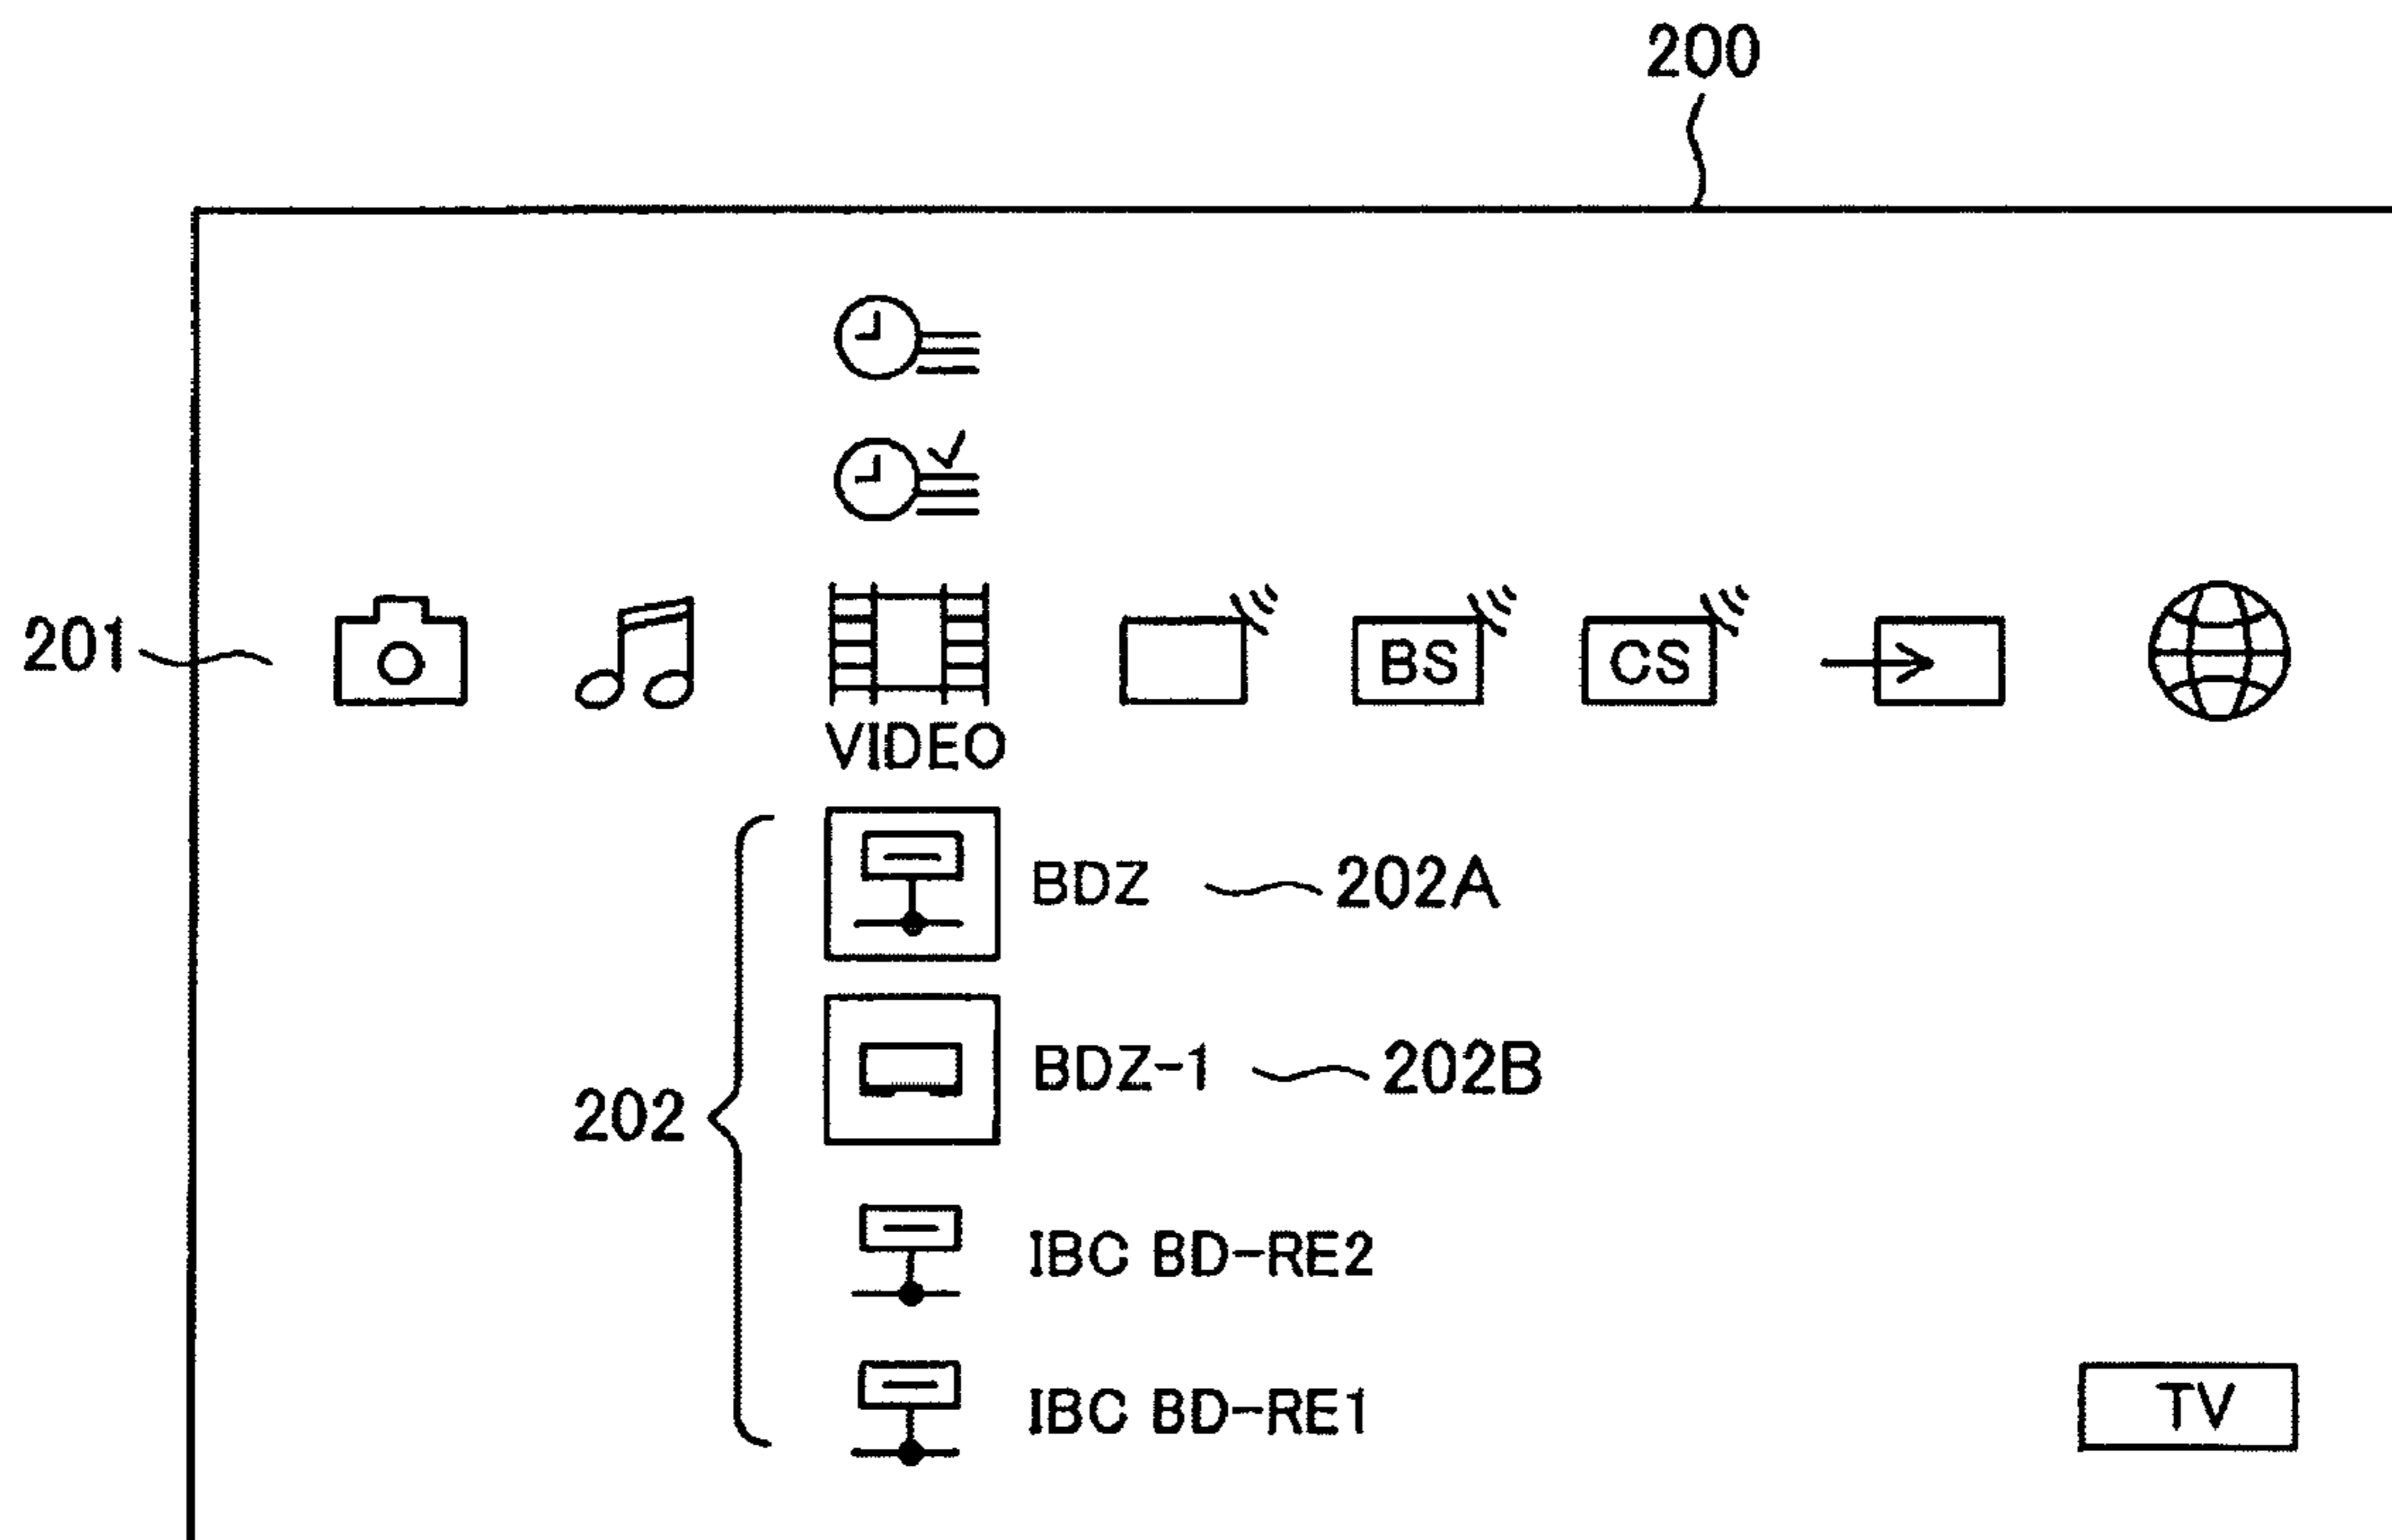 200
201
BS
CS
VIDEO
BDZ 202A
BDZ-1 202B
202
IBC BD-RE2
IBC BD-RE1
TV